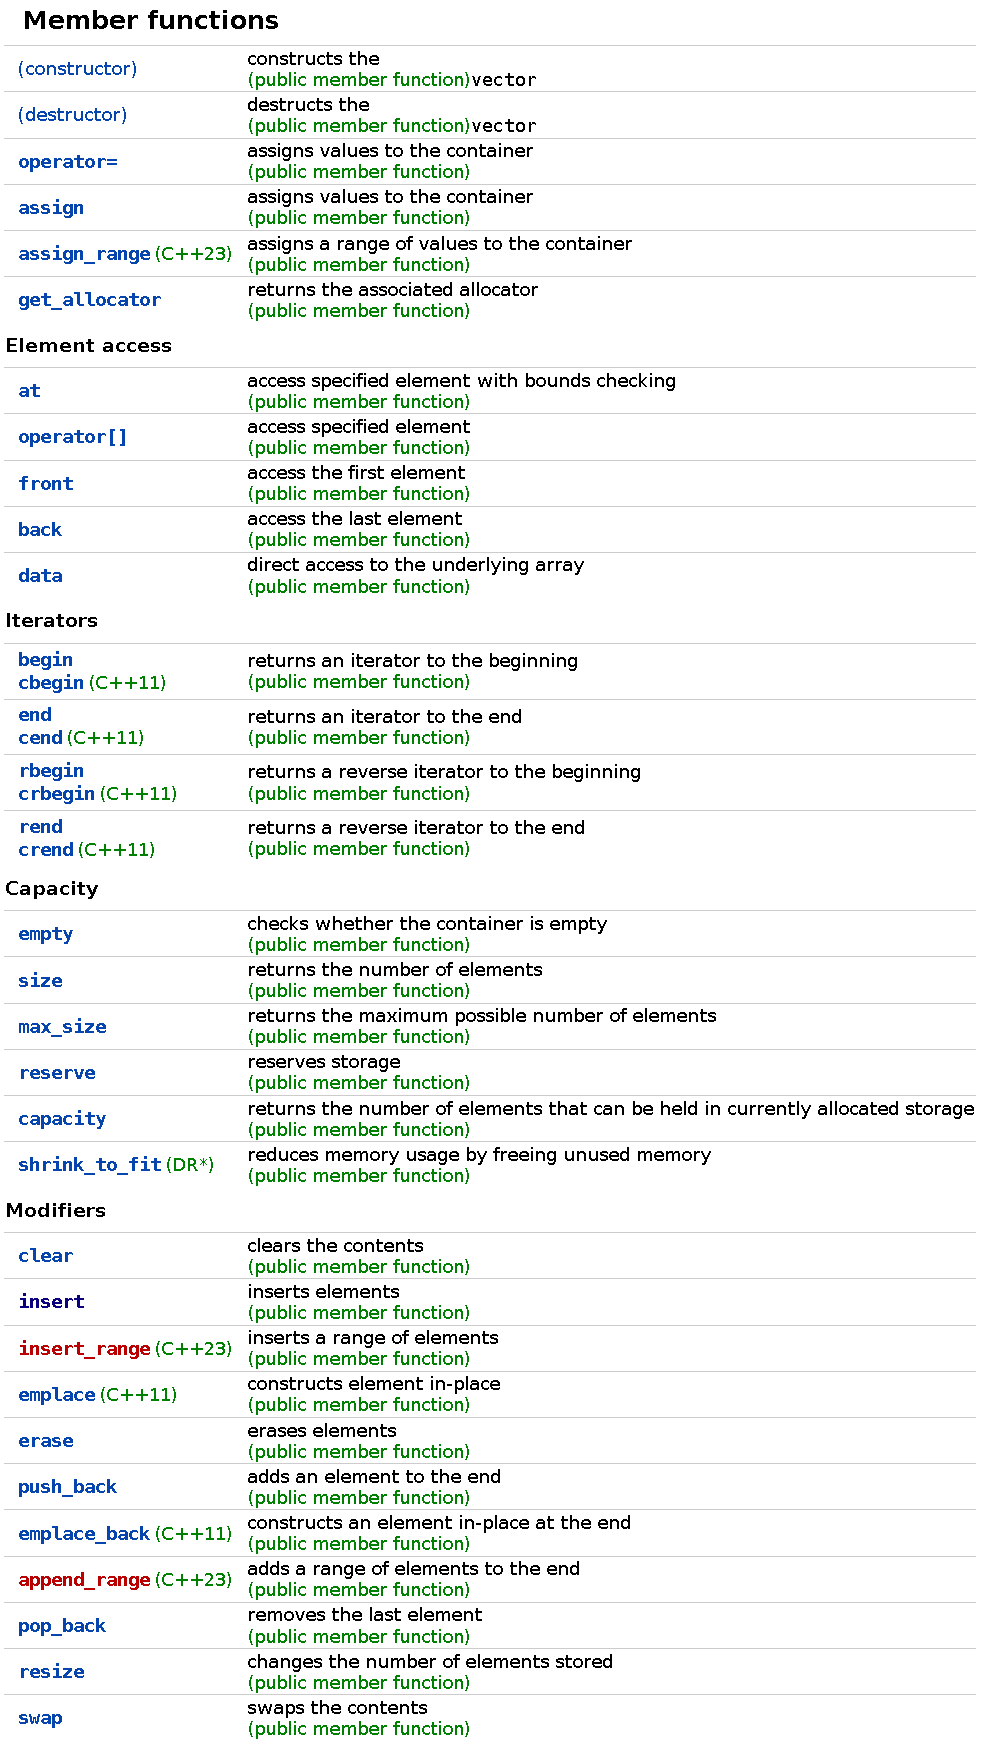 Member functions
(constructor)
constructs the
(public member function)vector
(destructor)
destructs the
(public member function)vector
operator=
assigns values to the container
(public member function)
assign
assigns values to the container
(public member function)
assign_range (C++23)
assigns a range of values to the container
(public member function)
get_allocator
returns the associated allocator
(public member function)
Element access
at
access specified element with bounds checking
(public member function)
operator[]
access specified element
(public member function)
front
access the first element
(public member function)
back
access the last element
(public member function)
data
direct access to the underlying array
(public member function)
Iterators
begin
cbegin (C++11)
returns an iterator to the beginning
(public member function)
end
cend (C++11)
returns an iterator to the end
(public member function)
rbegin
crbegin (C++11)
returns a reverse iterator to the beginning
(public member function)
rend
crend (C++11)
returns a reverse iterator to the end
(public member function)
Capacity
empty
checks whether the container is empty
(public member function)
size
returns the number of elements
(public member function)
max_size
returns the maximum possible number of elements
(public member function)
reserve
reserves storage
(public member function)
capacity
returns the number of elements that can be held in currently allocated storage
(public member function)
shrink_to_fit (DR*)
reduces memory usage by freeing unused memory
(public member function)
Modifiers
clear
clears the contents
(public member function)
insert
inserts elements
(public member function)
insert_range (C++23)
inserts a range of elements
(public member function)
emplace (C++11)
constructs element in-place
(public member function)
erase
erases elements
(public member function)
push_back
adds an element to the end
(public member function)
emplace_back (C++11)
constructs an element in-place at the end
(public member function)
append_range (C++23)
adds a range of elements to the end
(public member function)
pop_back
removes the last element
(public member function)
resize
changes the number of elements stored
(public member function)
swap
swaps the contents
(public member function)